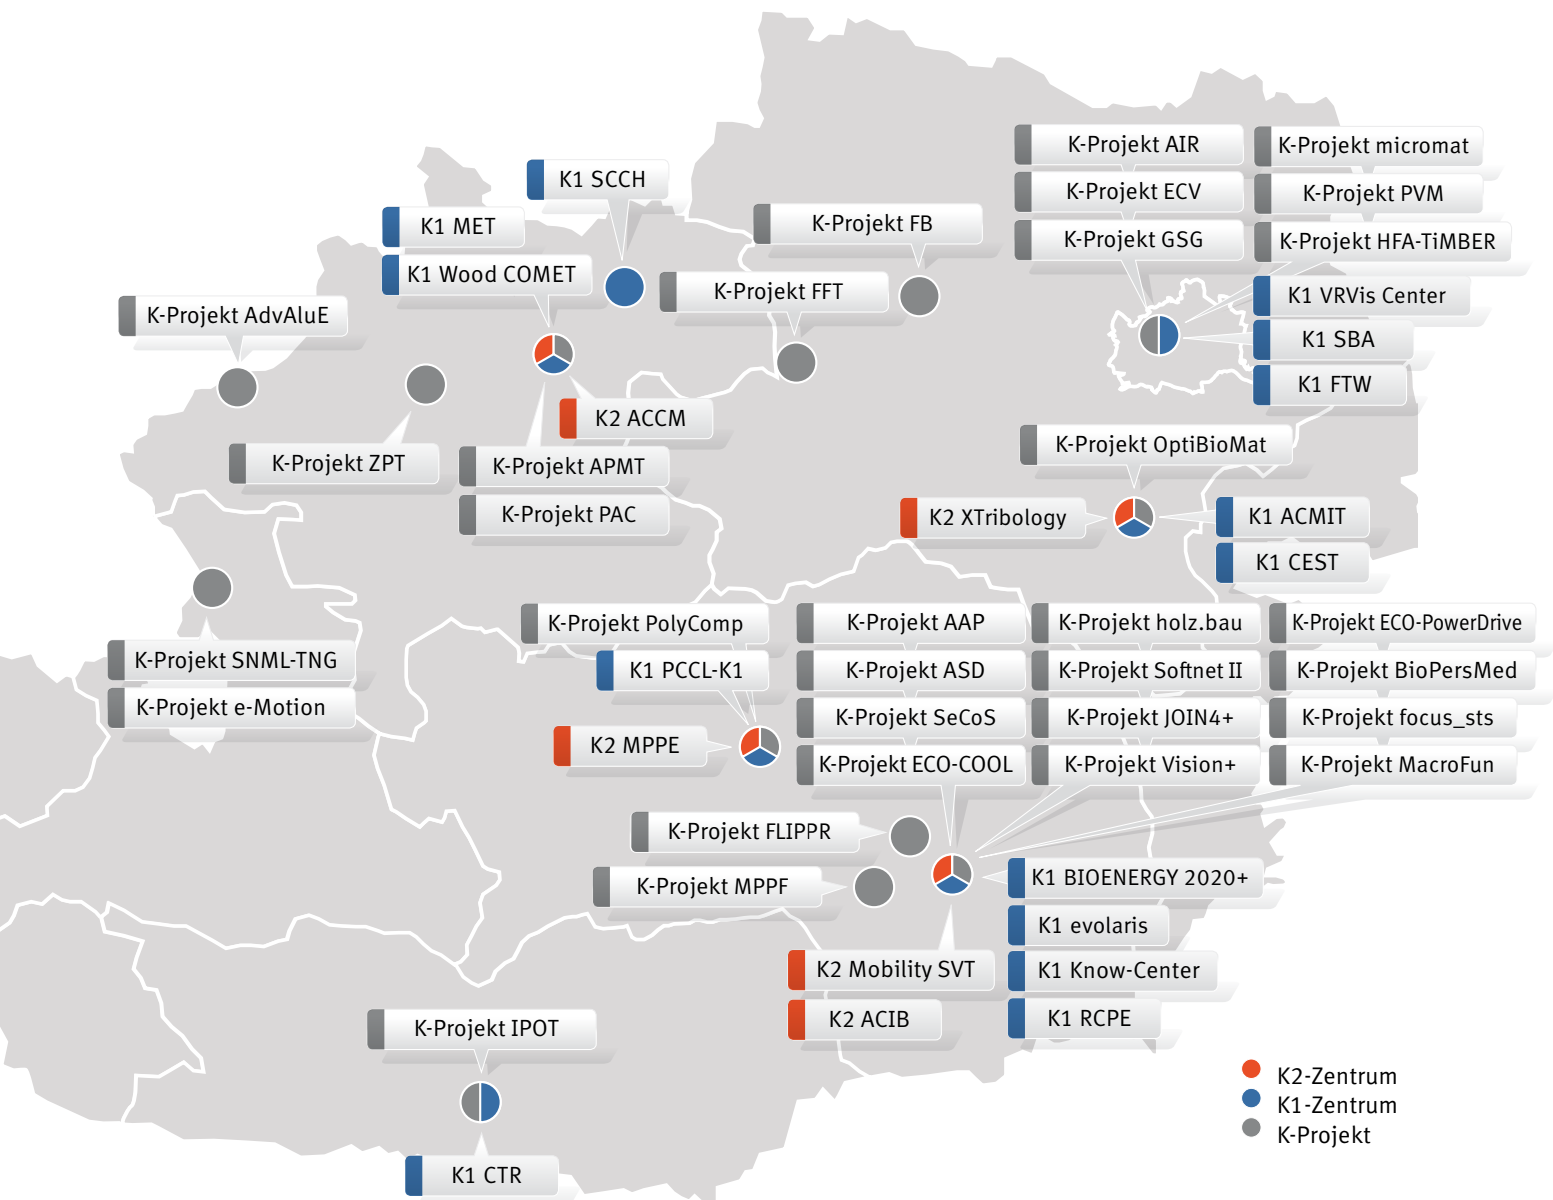 K-Projekt AIR
K-Projekt micromat
K1 SCCH
K-Projekt ECV
K-Projekt PVM
K1 MET
K-Projekt FB
K-Projekt GSG
K-Projekt HFA-TiMBER
K1 Wood COMET
K-Projekt FFT
K1 VRVis Center
K-Projekt AdvAluE
K1 SBA
K1 FTW
K2 ACCM
K-Projekt OptiBioMat
K-Projekt ZPT
K-Projekt APMT
K-Projekt PAC
K2 XTribology
K1 ACMIT
K1 CEST
K-Projekt PolyComp
K-Projekt AAP
K-Projekt holz.bau
K-Projekt ECO-PowerDrive
K-Projekt SNML-TNG
K1 PCCL-K1
K-Projekt ASD
K-Projekt Softnet II
K-Projekt BioPersMed
K-Projekt e-Motion
K-Projekt SeCoS
K-Projekt JOIN4+
K-Projekt focus_sts
K2 MPPE
K-Projekt ECO-COOL
K-Projekt Vision+
K-Projekt MacroFun
K-Projekt FLIPPR
K-Projekt MPPF
K1 BIOENERGY 2020+
K1 evolaris
K2 Mobility SVT
K1 Know-Center
K2 ACIB
K1 RCPE
K-Projekt IPOT
K1 CTR
K2-Zentrum
K1-Zentrum
K-Projekt